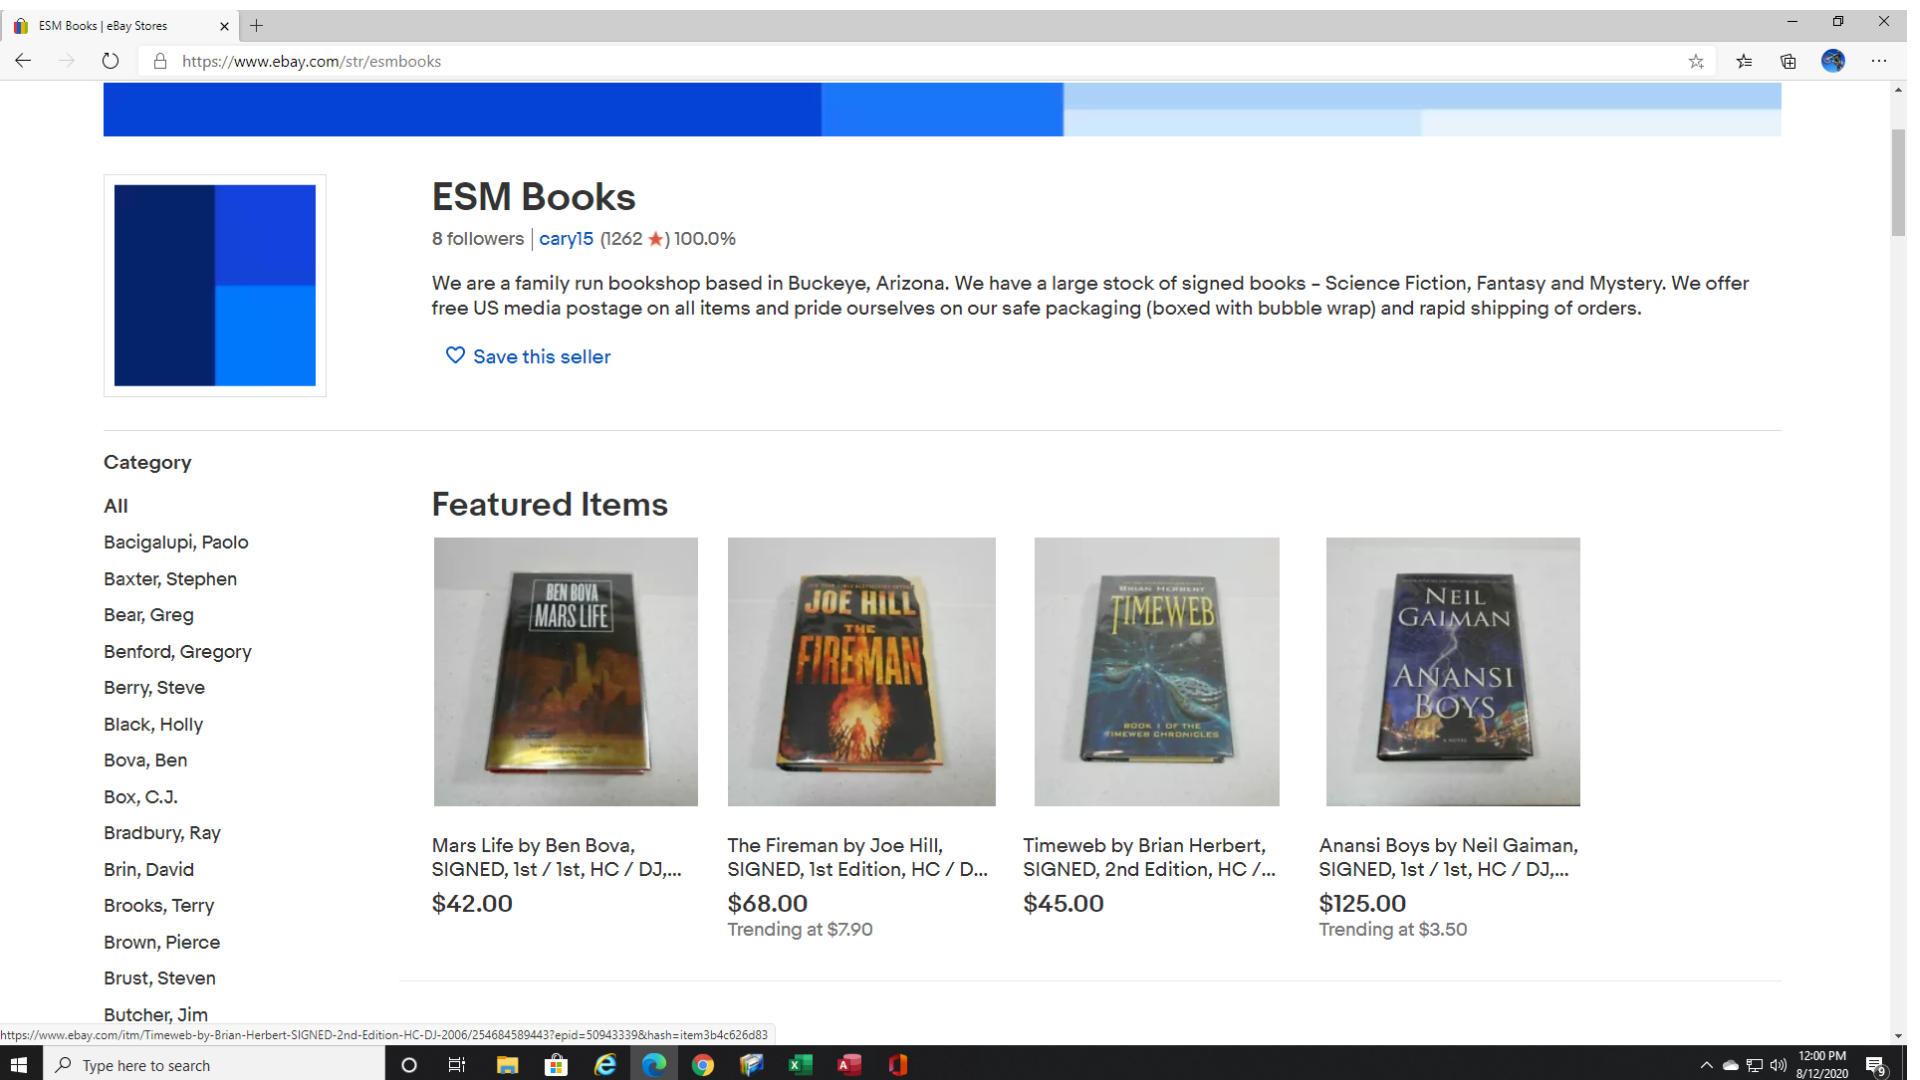 ESM Books | eBay Stores
https://www.ebay.com/str/esmbooks
ESM Books
8 followers | cary15 (1262 ★) 100.0%
We are a family run bookshop based in Buckeye, Arizona. We have a large stock of signed books – Science Fiction, Fantasy and Mystery. We offer
free US media postage on all items and pride ourselves on our safe packaging (boxed with bubble wrap) and rapid shipping of orders.
Save this seller
Category
All
Bacigalupi, Paolo
Baxter, Stephen
Bear, Greg
Benford, Gregory
Berry, Steve
Black, Holly
Bova, Ben
Box, C.J.
Bradbury, Ray
Brin, David
Brooks, Terry
Brown, Pierce
Brust, Steven
Butcher, Jim
Featured Items
BEN BOVA
MARS LIFE
JOE HILL
THE
FIREMAN
BRIAN HERBERT
TIMEWEB
BOOK 1 OF THE
TIMEWEB CHRONICLES
NEIL
GAIMAN
ANANSI
BOYS
A NOVEL
Mars Life by Ben Bova,
SIGNED, 1st / 1st, HC / DJ,...
$42.00
The Fireman by Joe Hill,
SIGNED, 1st Edition, HC / D...
$68.00
Trending at $7.90
Timeweb by Brian Herbert,
SIGNED, 2nd Edition, HC /...
$45.00
Anansi Boys by Neil Gaiman,
SIGNED, 1st / 1st, HC / DJ,...
$125.00
Trending at $3.50
https://www.ebay.com/itm/Timeweb-by-Brian-Herbert-SIGNED-2nd-Edition-HC-DJ-2006/254684589443?epid=50943339&hash=item3b4c626d83
Type here to search
12:00 PM
8/12/2020
9